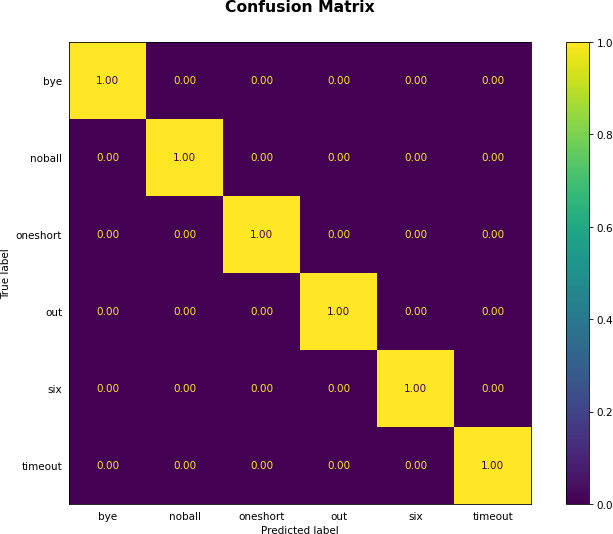 Confusion Matrix
bye 1.00 0.00 0.00 0.00 0.00 0.00
noball 0.00 1.00 0.00 0.00 0.00 0.00
oneshort 0.00 0.00 1.00 0.00 0.00 0.00
out 0.00 0.00 0.00 1.00 0.00 0.00
six 0.00 0.00 0.00 0.00 1.00 0.00
timeout 0.00 0.00 0.00 0.00 0.00 1.00
bye noball oneshort out six timeout
Predicted label
True label
1.0
0.8
0.6
0.4
0.2
0.0